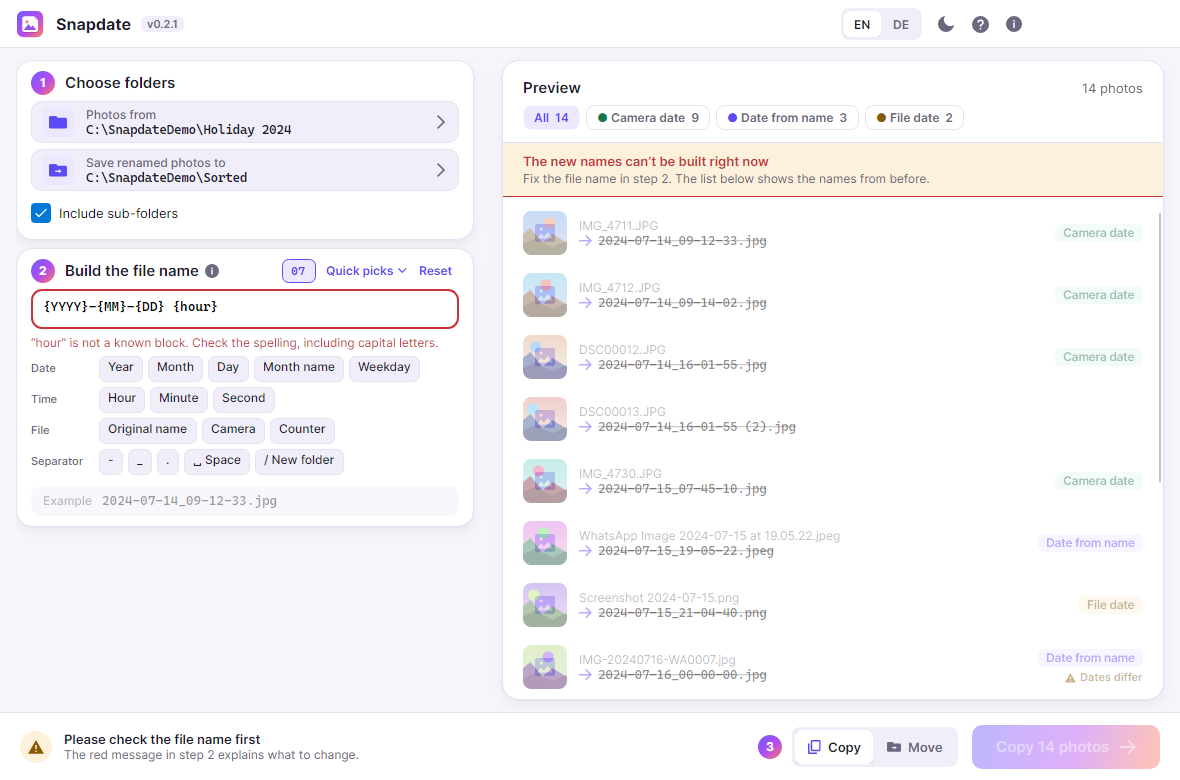 Snapdate v0.2.1
EN DE
1 Choose folders
Photos from
C:\SnapdateDemo\Holiday 2024
Save renamed photos to
C:\SnapdateDemo\Sorted
Include sub-folders
2 Build the file name 07 Quick picks Reset
{YYYY}-{MM}-{DD} {hour}
“hour” is not a known block. Check the spelling, including capital letters.
Date Year Month Day Month name Weekday
Time Hour Minute Second
File Original name Camera Counter
Separator - _ . ␣ Space / New folder
Example 2024-07-14_09-12-33.jpg
Preview 14 photos
All 14 Camera date 9 Date from name 3 File date 2
The new names can’t be built right now
Fix the file name in step 2. The list below shows the names from before.
IMG_4711.JPG
→ 2024-07-14_09-12-33.jpg Camera date
IMG_4712.JPG
→ 2024-07-14_09-14-02.jpg Camera date
DSC00012.JPG
→ 2024-07-14_16-01-55.jpg Camera date
DSC00013.JPG
→ 2024-07-14_16-01-55 (2).jpg
IMG_4730.JPG
→ 2024-07-15_07-45-10.jpg Camera date
WhatsApp Image 2024-07-15 at 19.05.22.jpeg
→ 2024-07-15_19-05-22.jpeg Date from name
Screenshot 2024-07-15.png
→ 2024-07-15_21-04-40.png File date
IMG-20240716-WA0007.jpg Date from name
→ 2024-07-16_00-00-00.jpg Dates differ
Please check the file name first
The red message in step 2 explains what to change.
3 Copy Move Copy 14 photos →